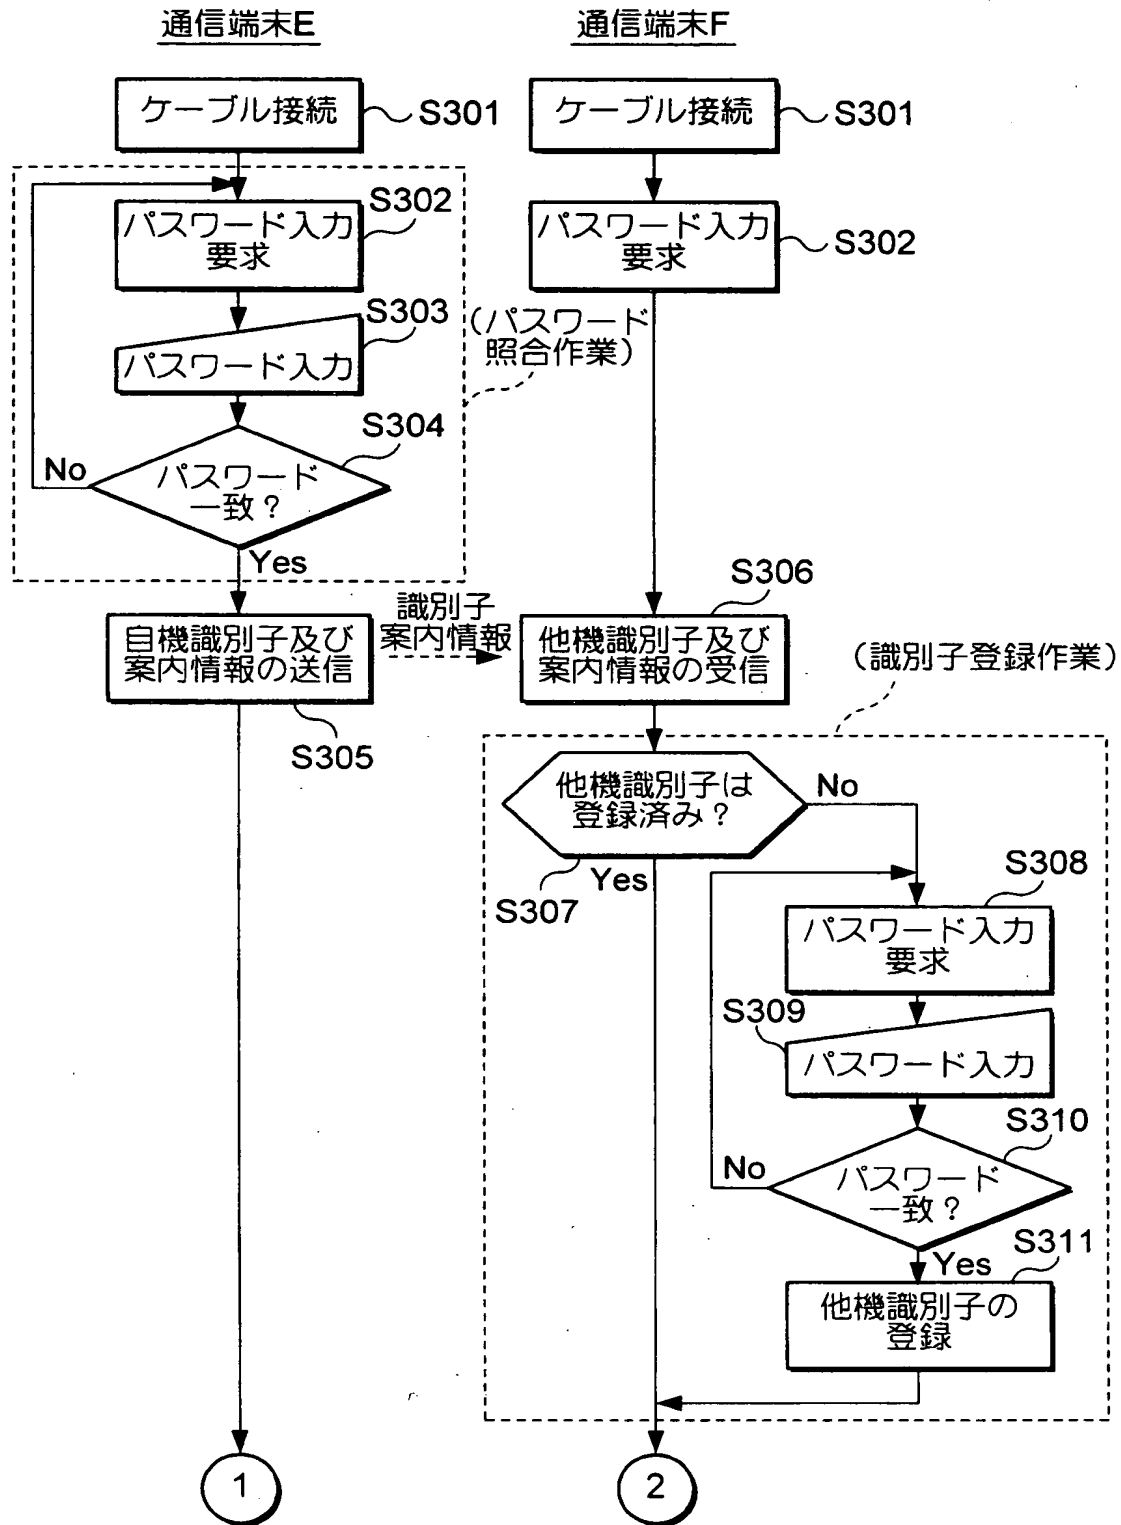 通信端末E
通信端末F
ケーブル接続
S301
ケーブル接続
S301
S302
パスワード入力
要求
パスワード入力
要求
S302
S303
パスワード入力
(パスワード
照合作業)
S304
No
パスワード
一致?
Yes
S306
自機識別子及び
案内情報の送信
識別子
案内情報
他機識別子及び
案内情報の受信
(識別子登録作業)
S305
他機識別子は
登録済み?
No
Yes
S307
S308
パスワード入力
要求
S309
パスワード入力
S310
No
パスワード
一致?
Yes
S311
他機識別子の
登録
1
2